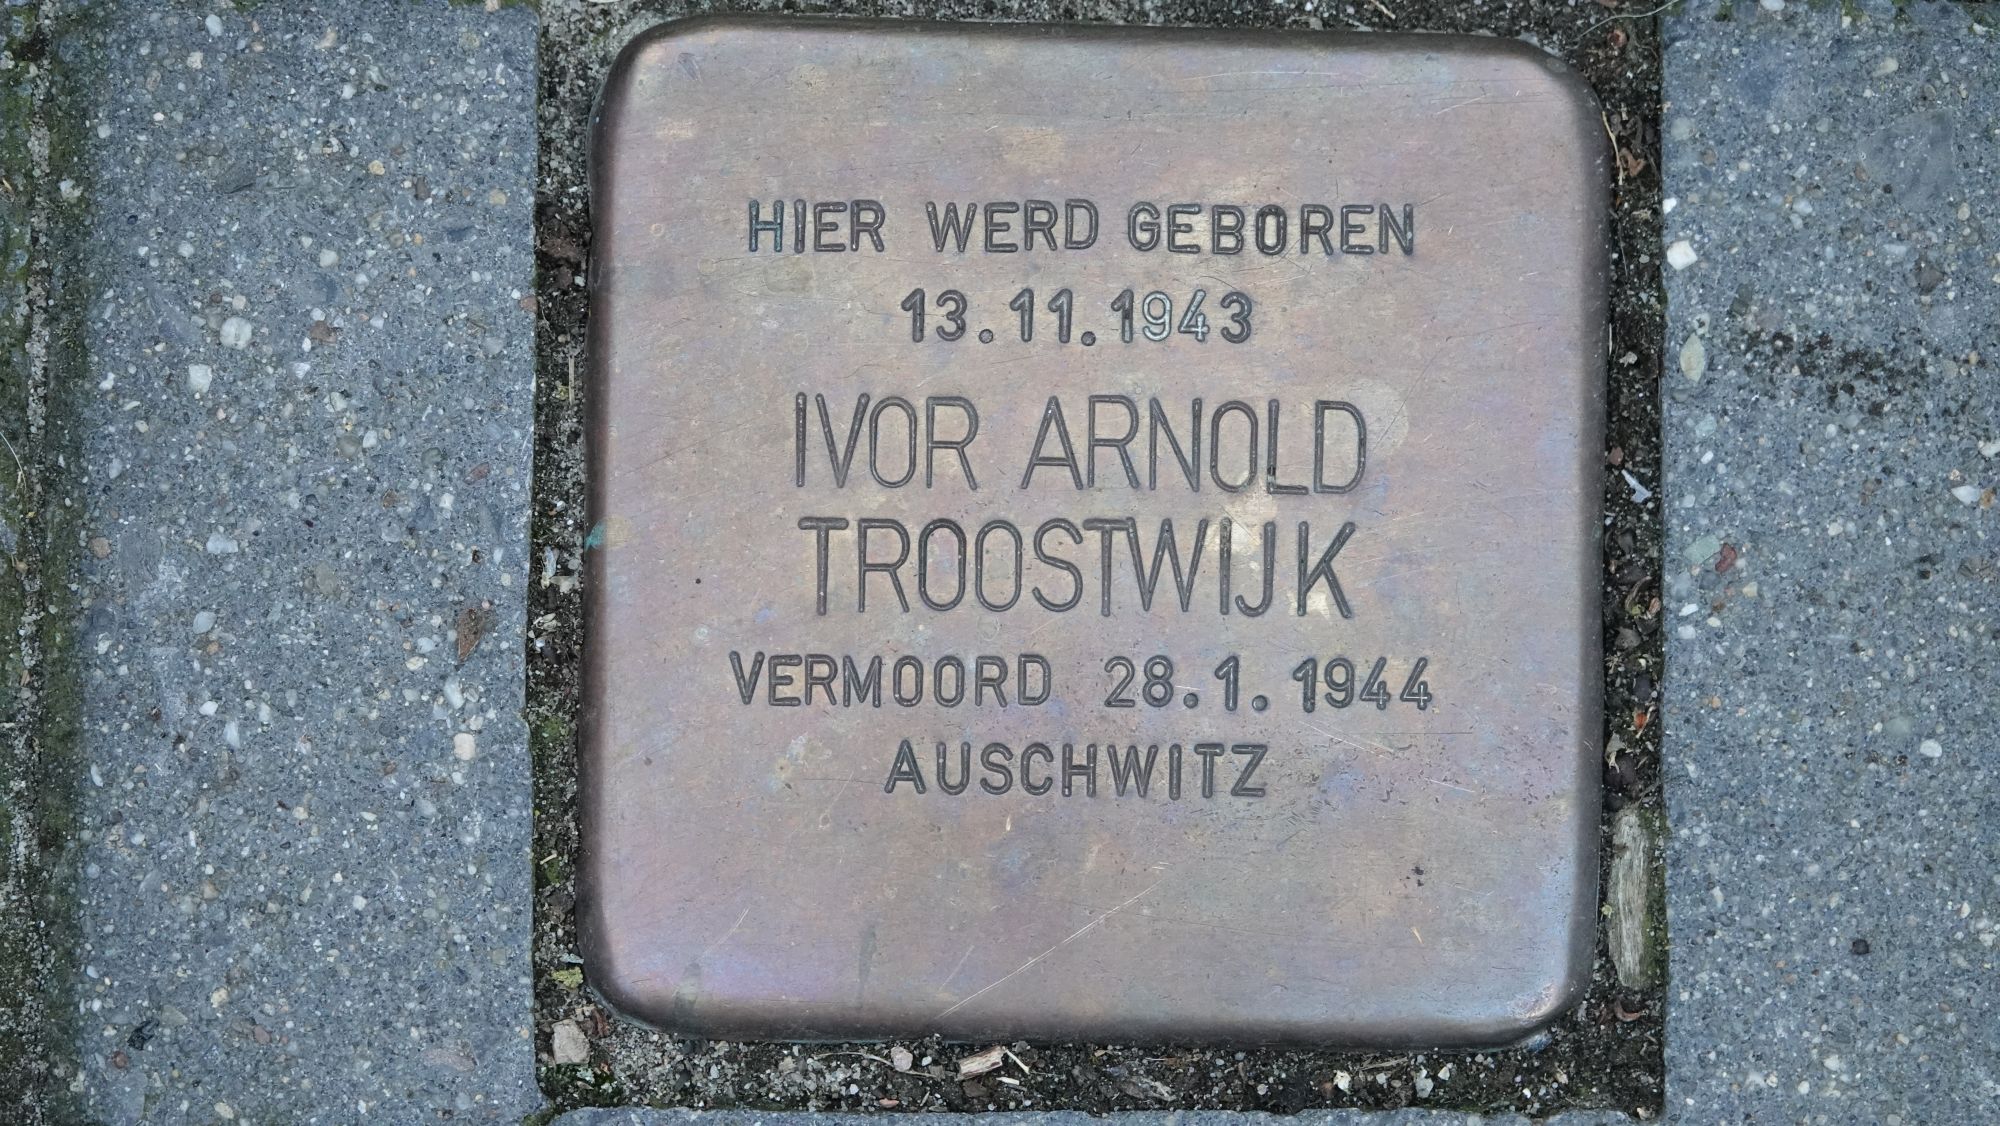 HIER WERD GEBOREN
13.11.1943
IVOR ARNOLD
TROOSTWIJK
VERMOORD 28.1.1944
AUSCHWITZ